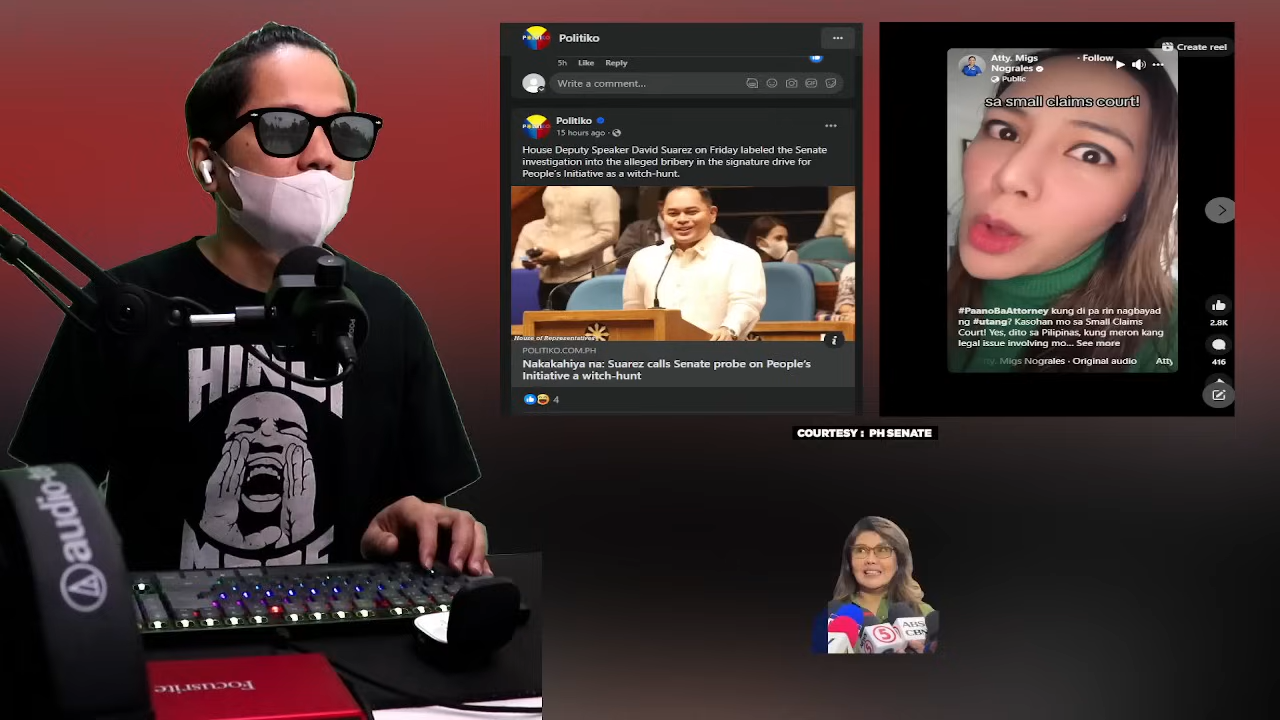 HINDI
audio-t
Focusrite
Politiko
5h Like Reply
Write a comment...
Politiko
15 hours ago
House Deputy Speaker David Suarez on Friday labeled the Senate
investigation into the alleged bribery in the signature drive for
People's Initiative as a witch-hunt.
House of Representatives
POLITIKO.COM.PH
Nakakahiya na: Suarez calls Senate probe on People's
Initiative a witch-hunt
4
Create reel
Atty. Migs
Nograles · Follow
Public
sa small claims court!
#PaanoBaAttorney kung di pa rin nagbayad
ng #utang? Kasohan mo sa Small Claims
Court! Yes, dito sa Pilipinas, kung meron kang
legal issue involving mo... See more
Migs Nograles · Original audio Atty
2.8K
416
COURTESY : PH SENATE
5
ABS
CBN